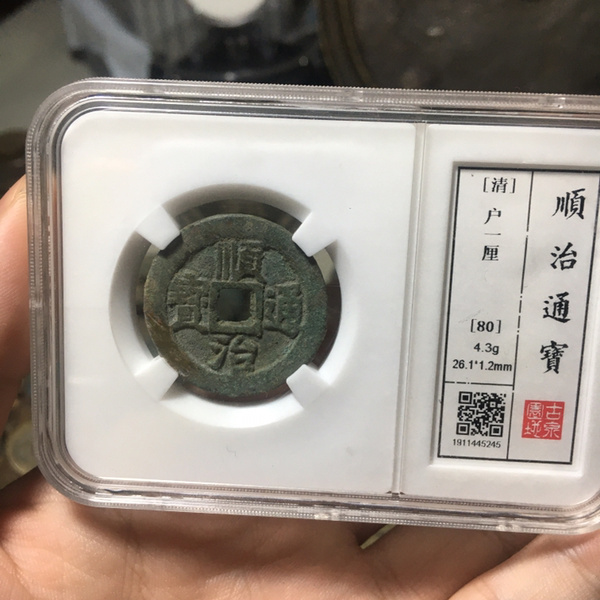 順治通寶
[清]
户一厘
[80]
4.3g
26.1*1.2mm
1911445245
古泉園地
順治通寶